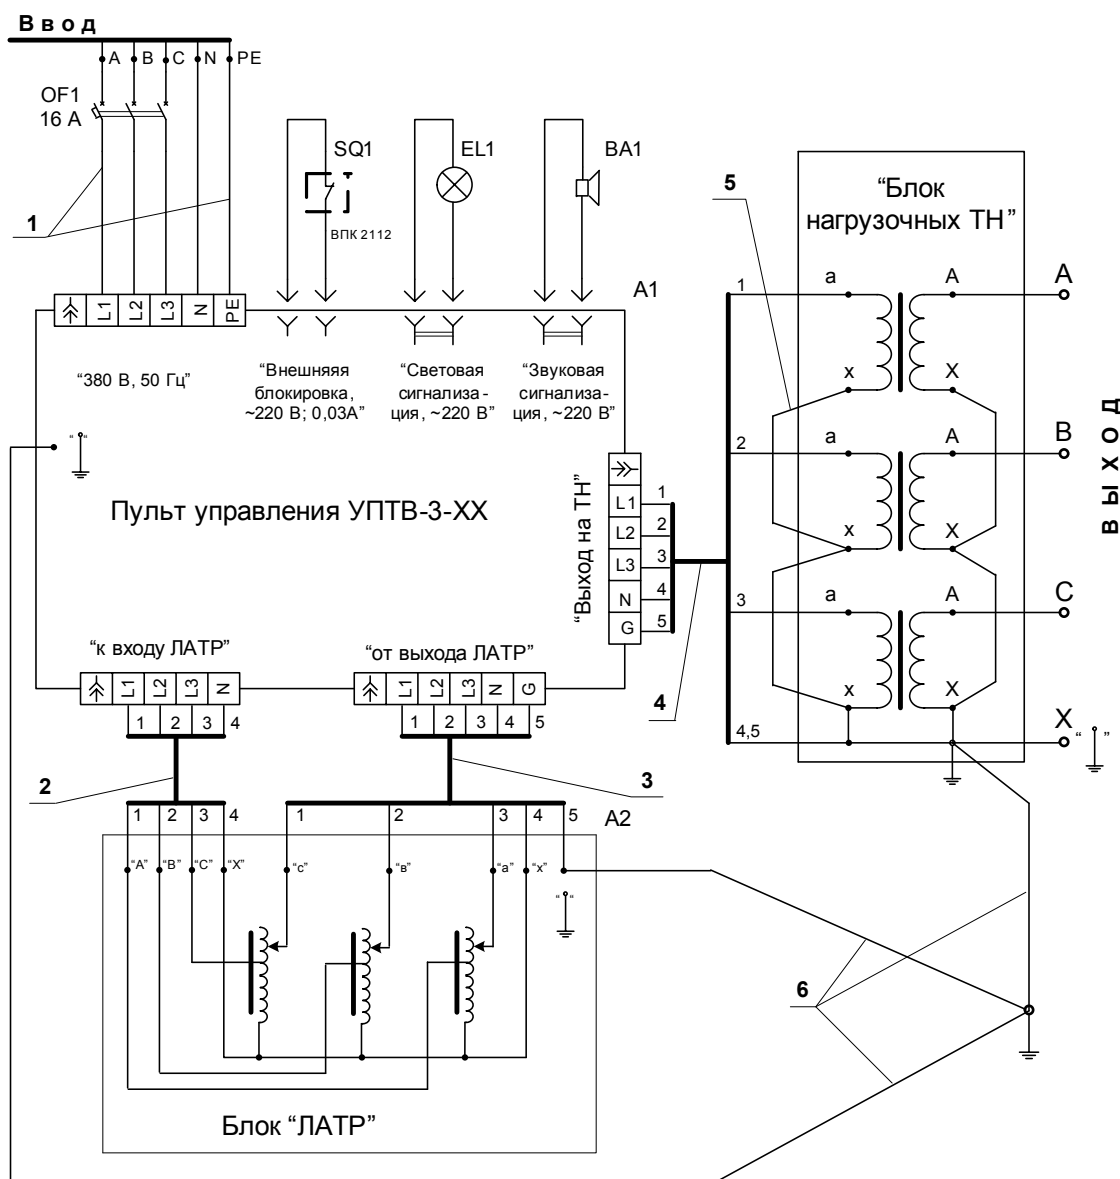 Ввод
A B C N PE
OF1
16 А
SQ1
EL1
BA1
ВПК 2112
1
5
“Блок
нагрузочных ТН”
L1 L2 L3 N PE
A1
“380 В, 50 Гц”
“Внешняяя
блокировка,
~220 В; 0,03А”
“Световая
сигнализа-
ция, ~220 В”
“Звуковая
сигнализа-
ция, ~220 В”
1 a A A
x X
2 a A B
x X
3 a A C
x X
4,5 X
ВЫХОД
“ “
Пульт управления УПТВ-3-ХХ
“Выход на ТН”
L1 1
L2 2
L3 3
N 4
G 5
4
“к входу ЛАТР”
L1 L2 L3 N
1 2 3 4
“от выхода ЛАТР”
L1 L2 L3 N G
1 2 3 4 5
“ ”
2
3
1 2 3 4 1 2 3 4 5
A2
“A” “B” “C” “X” “c” “в” “a” “x”
“ “
6
Блок “ЛАТР”